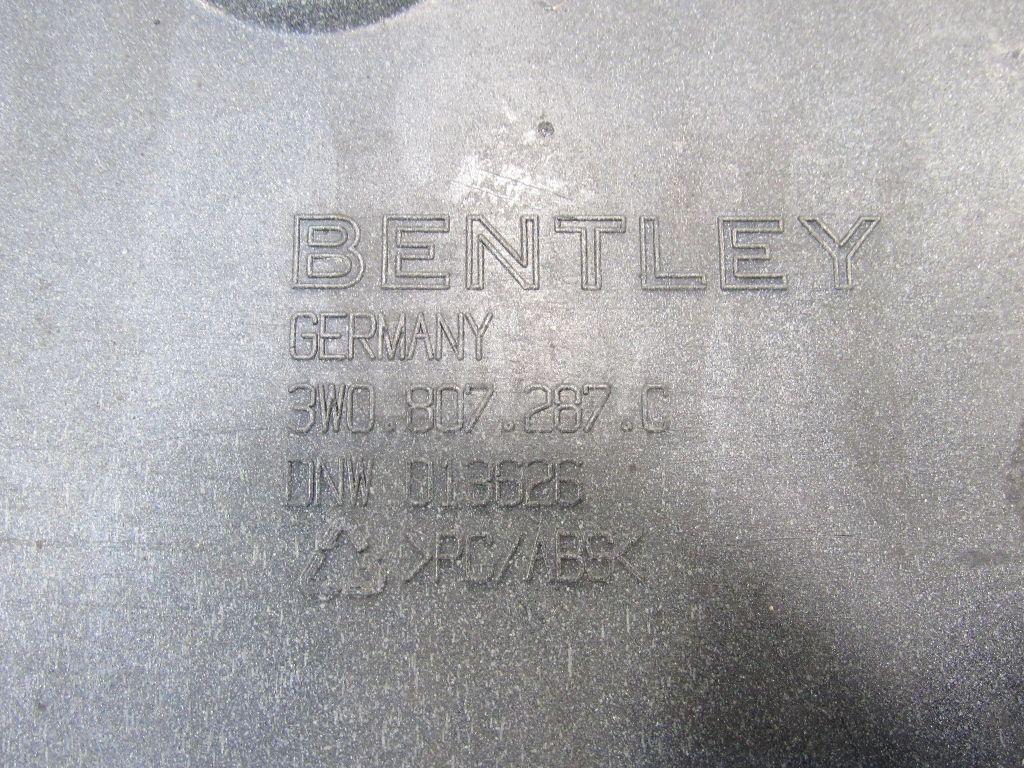 BENTLEY
GERMANY
3W0.807.287.C
DNW 013626
>PC/ABS<